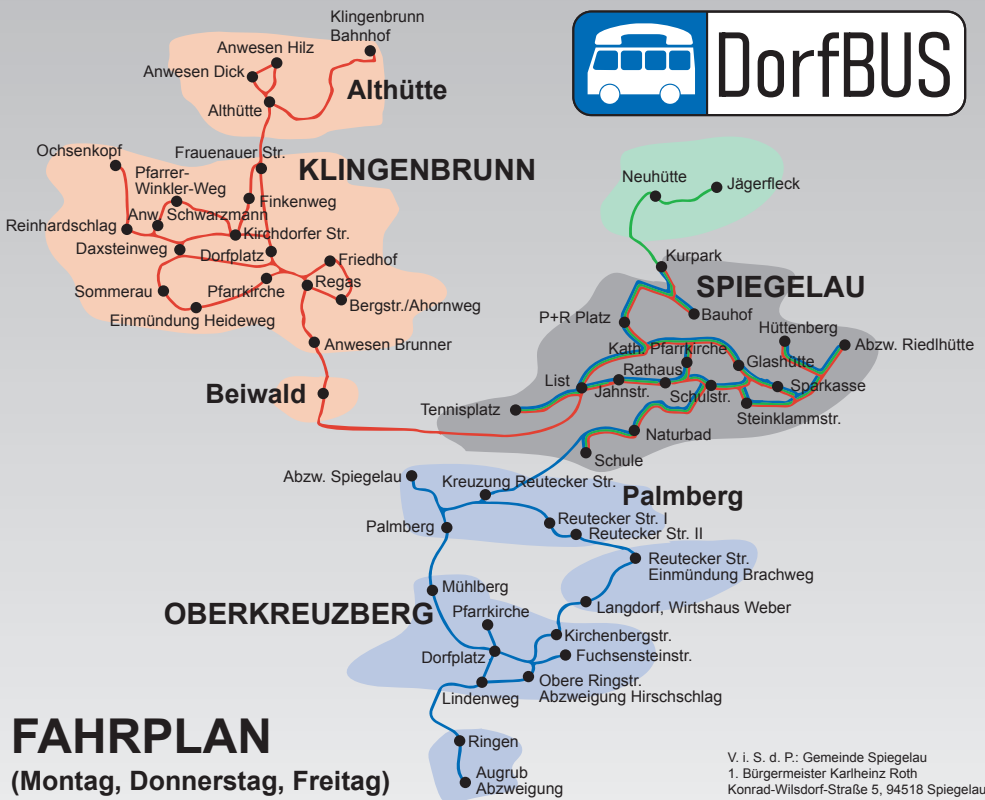 Klingenbrunn
Bahnhof
DorfBUS
Anwesen Hilz
Anwesen Dick
Althütte
Althütte
Ochsenkopf
Frauenauer Str.
KLINGENBRUNN
Pfarrer-
Winkler-Weg
Finkenweg
Anw. Schwarzmann
Reinhardschlag
Kirchdorfer Str.
Daxsteinweg
Dorfplatz
Friedhof
Sommerau
Pfarrkirche
Regas
Bergstr./Ahornweg
Einmündung Heideweg
Anwesen Brunner
Beiwald
Neuhütte
Jägerfleck
Kurpark
SPIEGELAU
P+R Platz
Bauhof
Hüttenberg
Kath. Pfarrkirche
Abzw. Riedlhütte
Glashütte
List
Rathaus
Jahnstr.
Schulstr.
Sparkasse
Tennisplatz
Steinklammstr.
Naturbad
Schule
Abzw. Spiegelau
Kreuzung Reutecker Str.
Palmberg
Palmberg
Reutecker Str. I
Reutecker Str. II
Reutecker Str.
Einmündung Brachweg
Mühlberg
OBERKREUZBERG
Pfarrkirche
Langdorf, Wirtshaus Weber
Kirchenbergstr.
Dorfplatz
Fuchsensteinstr.
Obere Ringstr.
Abzweigung Hirschschlag
Lindenweg
Ringen
Augrub
Abzweigung
FAHRPLAN
(Montag, Donnerstag, Freitag)
V. i. S. d. P.: Gemeinde Spiegelau
1. Bürgermeister Karlheinz Roth
Konrad-Wilsdorf-Straße 5, 94518 Spiegelau